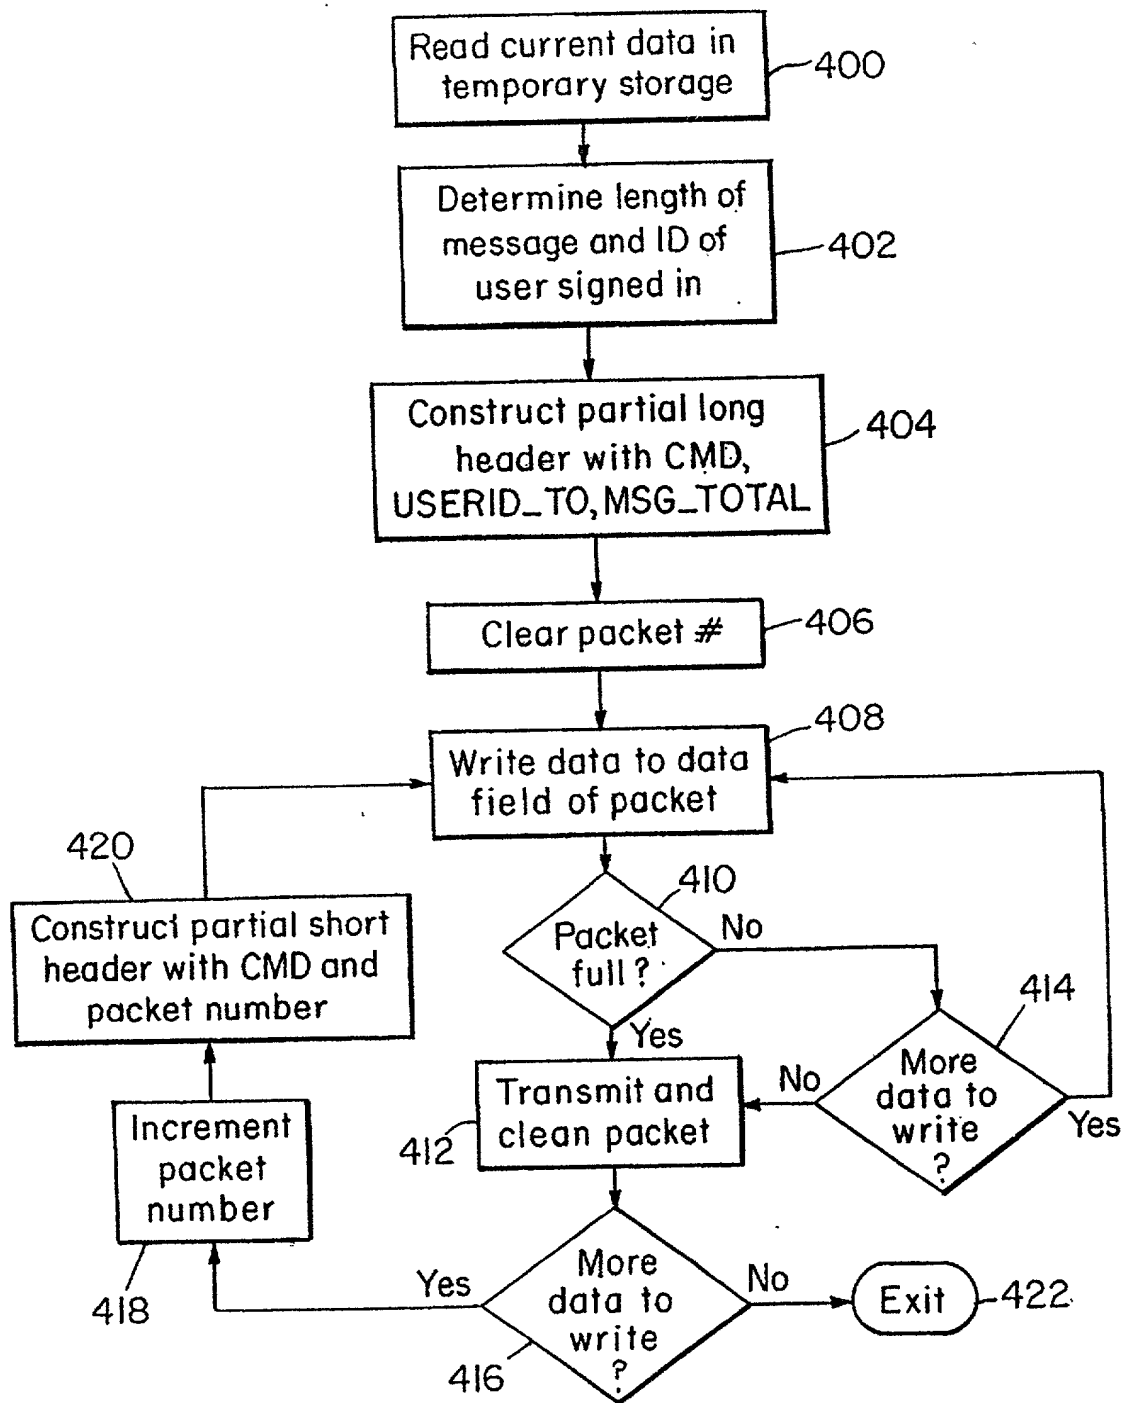 Read current data in
temporary storage
400
Determine length of
message and ID of
user signed in
402
Construct partial long
header with CMD,
USERID_TO, MSG_TOTAL
404
Clear packet #
406
408
Write data to data
field of packet
420
Construct partial short
header with CMD and
packet number
410
Packet
full?
No
Yes
414
More
data to
write
?
No
Yes
Transmit and
clean packet
412
Increment
packet
number
418
More
data to
write
?
416
Yes
No
Exit
422